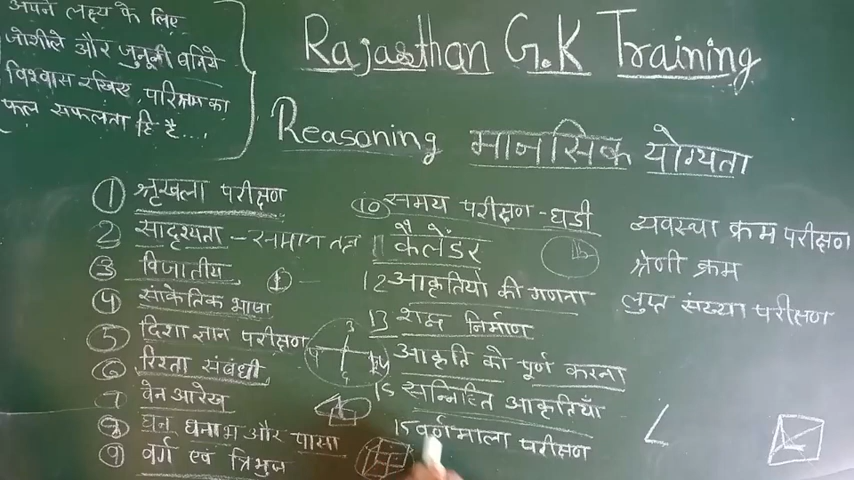 अपने लक्ष्य के लिए
जोशीले और जुनूनी बनिये
विश्वास रखिए, परिश्रम का
फल सफलता हि है....
Rajasthan G.K Training
Reasoning मानसिक योग्यता
1 श्रृंखला परीक्षण
2 सादृश्यता -
3 विजातीय
4 सांकेतिक भाषा
5 दिशा ज्ञान परीक्षण
6 रिश्ता संबंधी
7 वेन आरेख
8 घन घनाभ और पासा
9 वर्ग एवं त्रिभुज
10 समय परीक्षण - घडी
11 कैलेंडर
12 आकृतियो की गणना
13 शब्द निर्माण
14 आकृति को पूर्ण करना
15 सन्निहित आकृतियाँ
15 वर्णमाला परीक्षण
व्यवस्था क्रम परीक्षण
श्रेणी क्रम
लुप्त संख्या परीक्षण